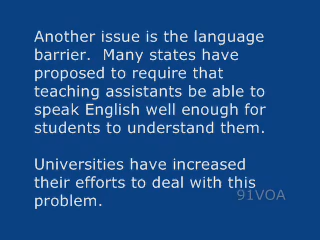 Another issue is the language
barrier.  Many states have
proposed to require that
teaching assistants be able to
speak English well enough for
students to understand them.

Universities have increased
their efforts to deal with this
problem.
91VOA